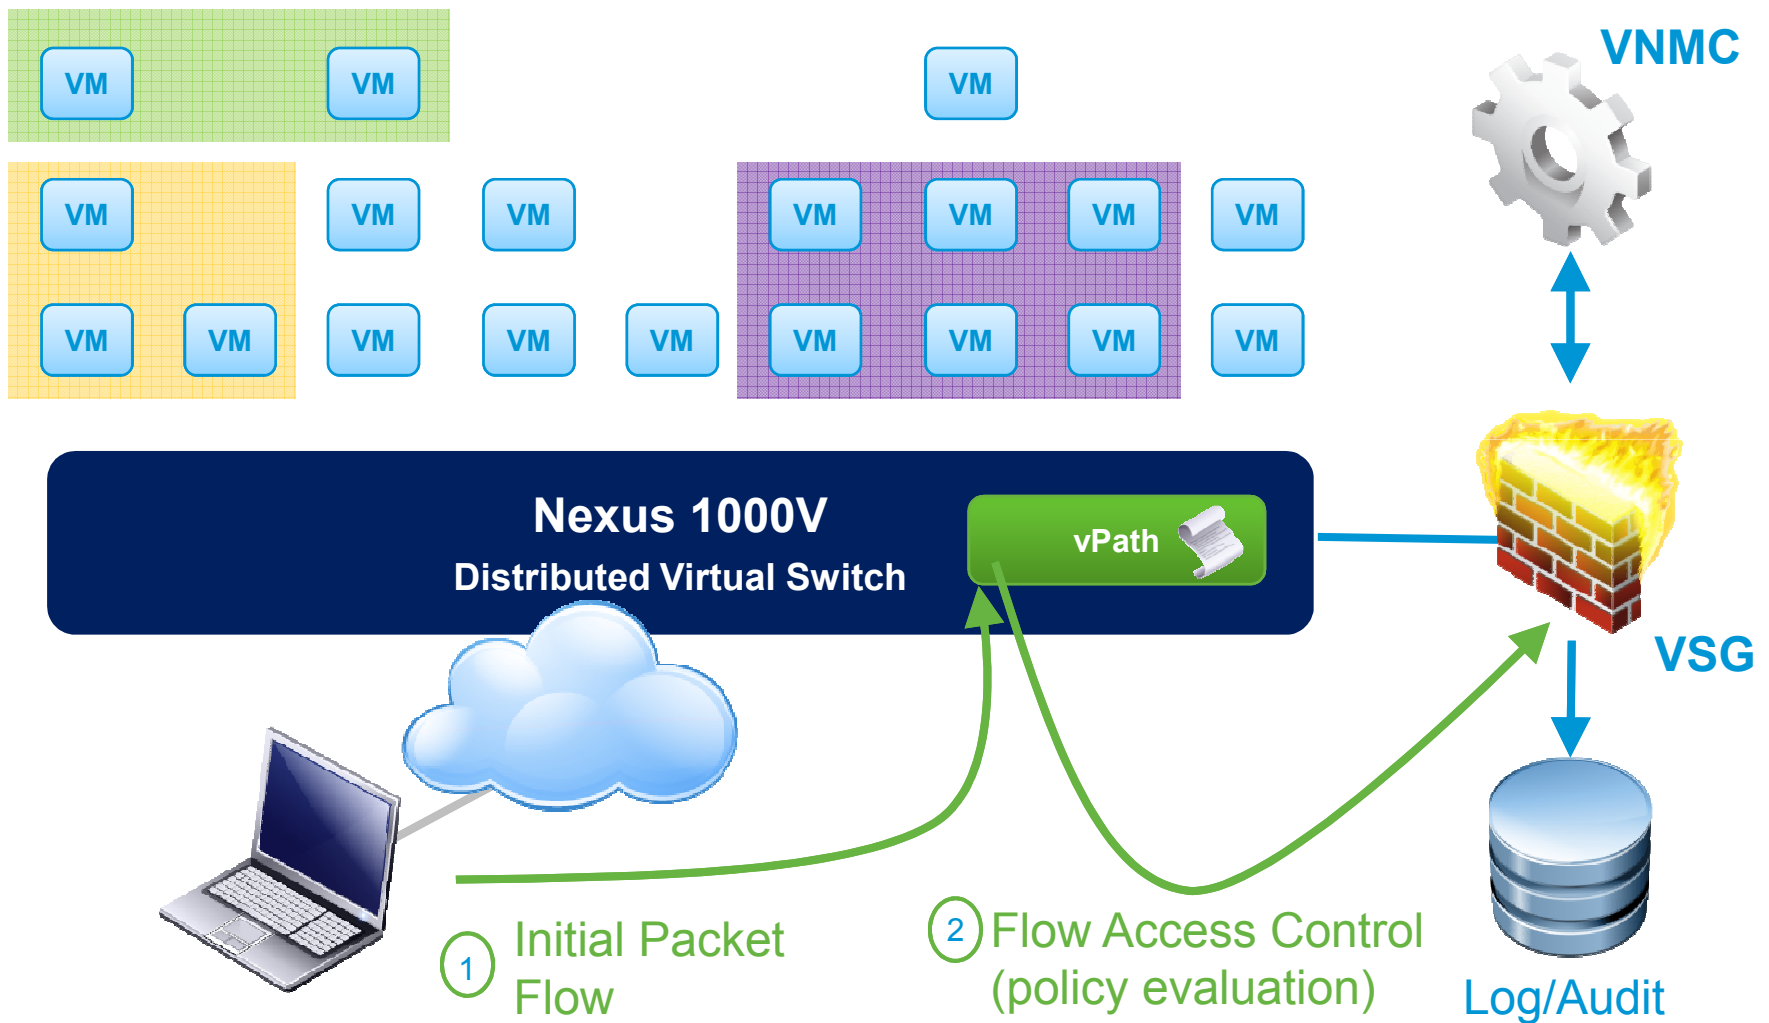 VM VM VM
VNMC
VM VM VM VM VM VM VM
VM VM VM VM VM VM VM VM VM
Nexus 1000V
Distributed Virtual Switch
vPath
VSG
1 Initial Packet
Flow
2 Flow Access Control
(policy evaluation)
Log/Audit